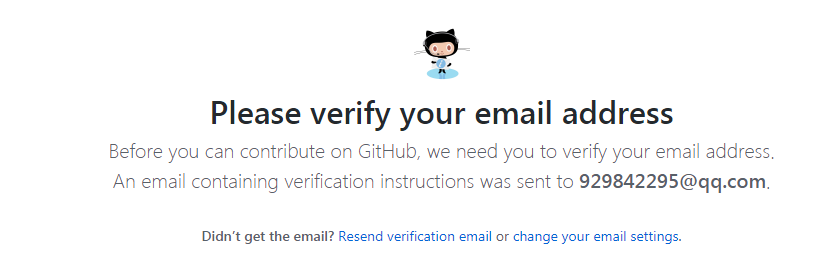 Please verify your email address
Before you can contribute on GitHub, we need you to verify your email address.
An email containing verification instructions was sent to 929842295@qq.com.
Didn't get the email? Resend verification email or change your email settings.